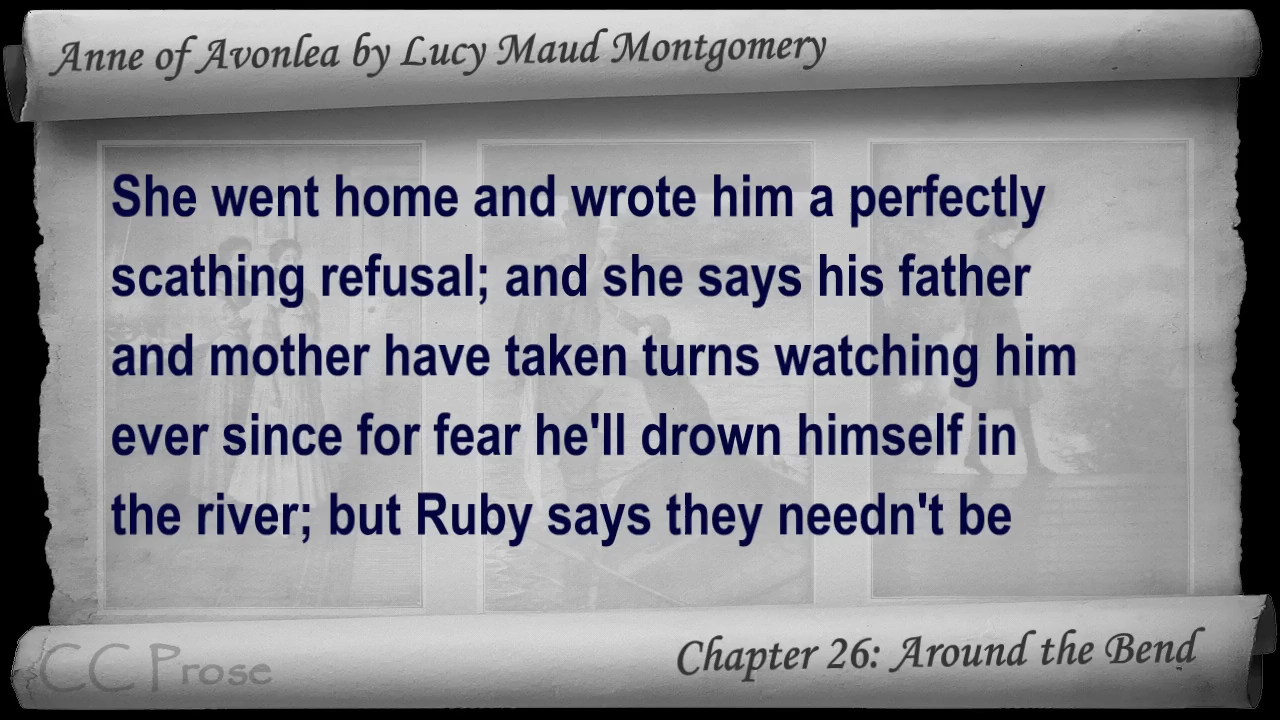 Anne of Avonlea by Lucy Maud Montgomery
She went home and wrote him a perfectly
scathing refusal; and she says his father
and mother have taken turns watching him
ever since for fear he'll drown himself in
the river; but Ruby says they needn't be
CC Prose
Chapter 26: Around the Bend